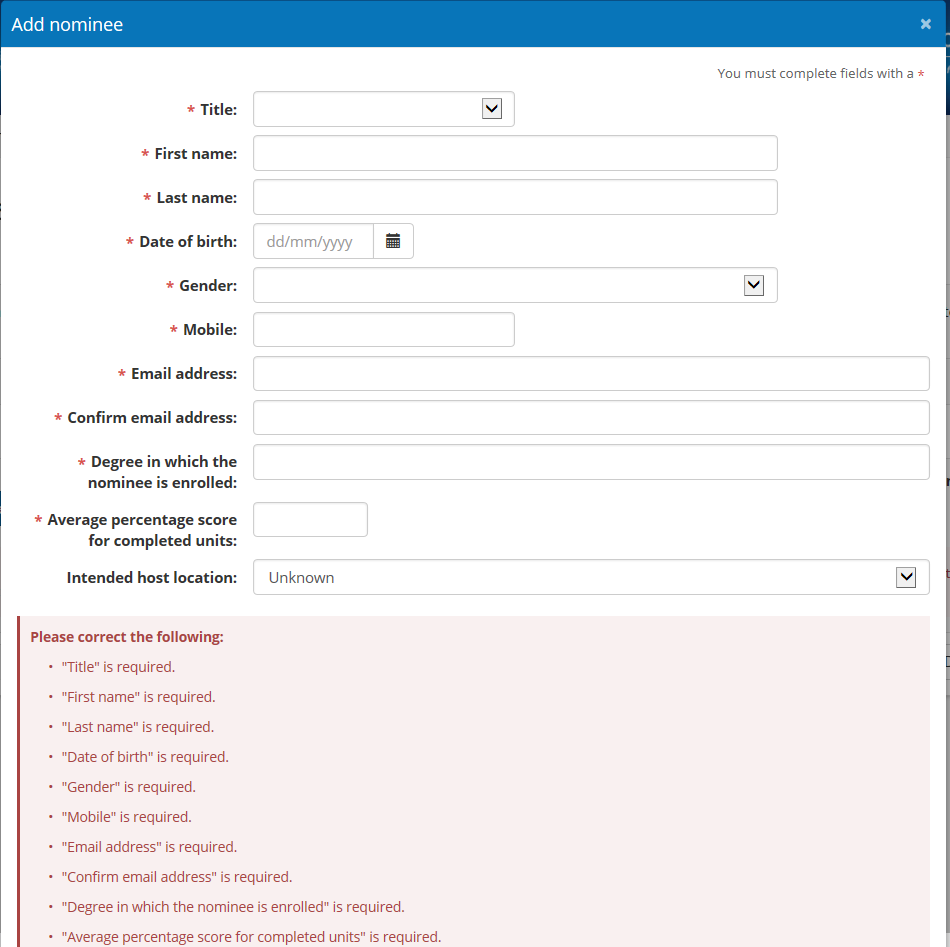 Add nominee ×
You must complete fields with a *
* Title:
* First name:
* Last name:
* Date of birth: dd/mm/yyyy
* Gender:
* Mobile:
* Email address:
* Confirm email address:
* Degree in which the
nominee is enrolled:
* Average percentage score
for completed units:
Intended host location: Unknown
Please correct the following:
• "Title" is required.
• "First name" is required.
• "Last name" is required.
• "Date of birth" is required.
• "Gender" is required.
• "Mobile" is required.
• "Email address" is required.
• "Confirm email address" is required.
• "Degree in which the nominee is enrolled" is required.
• "Average percentage score for completed units" is required.